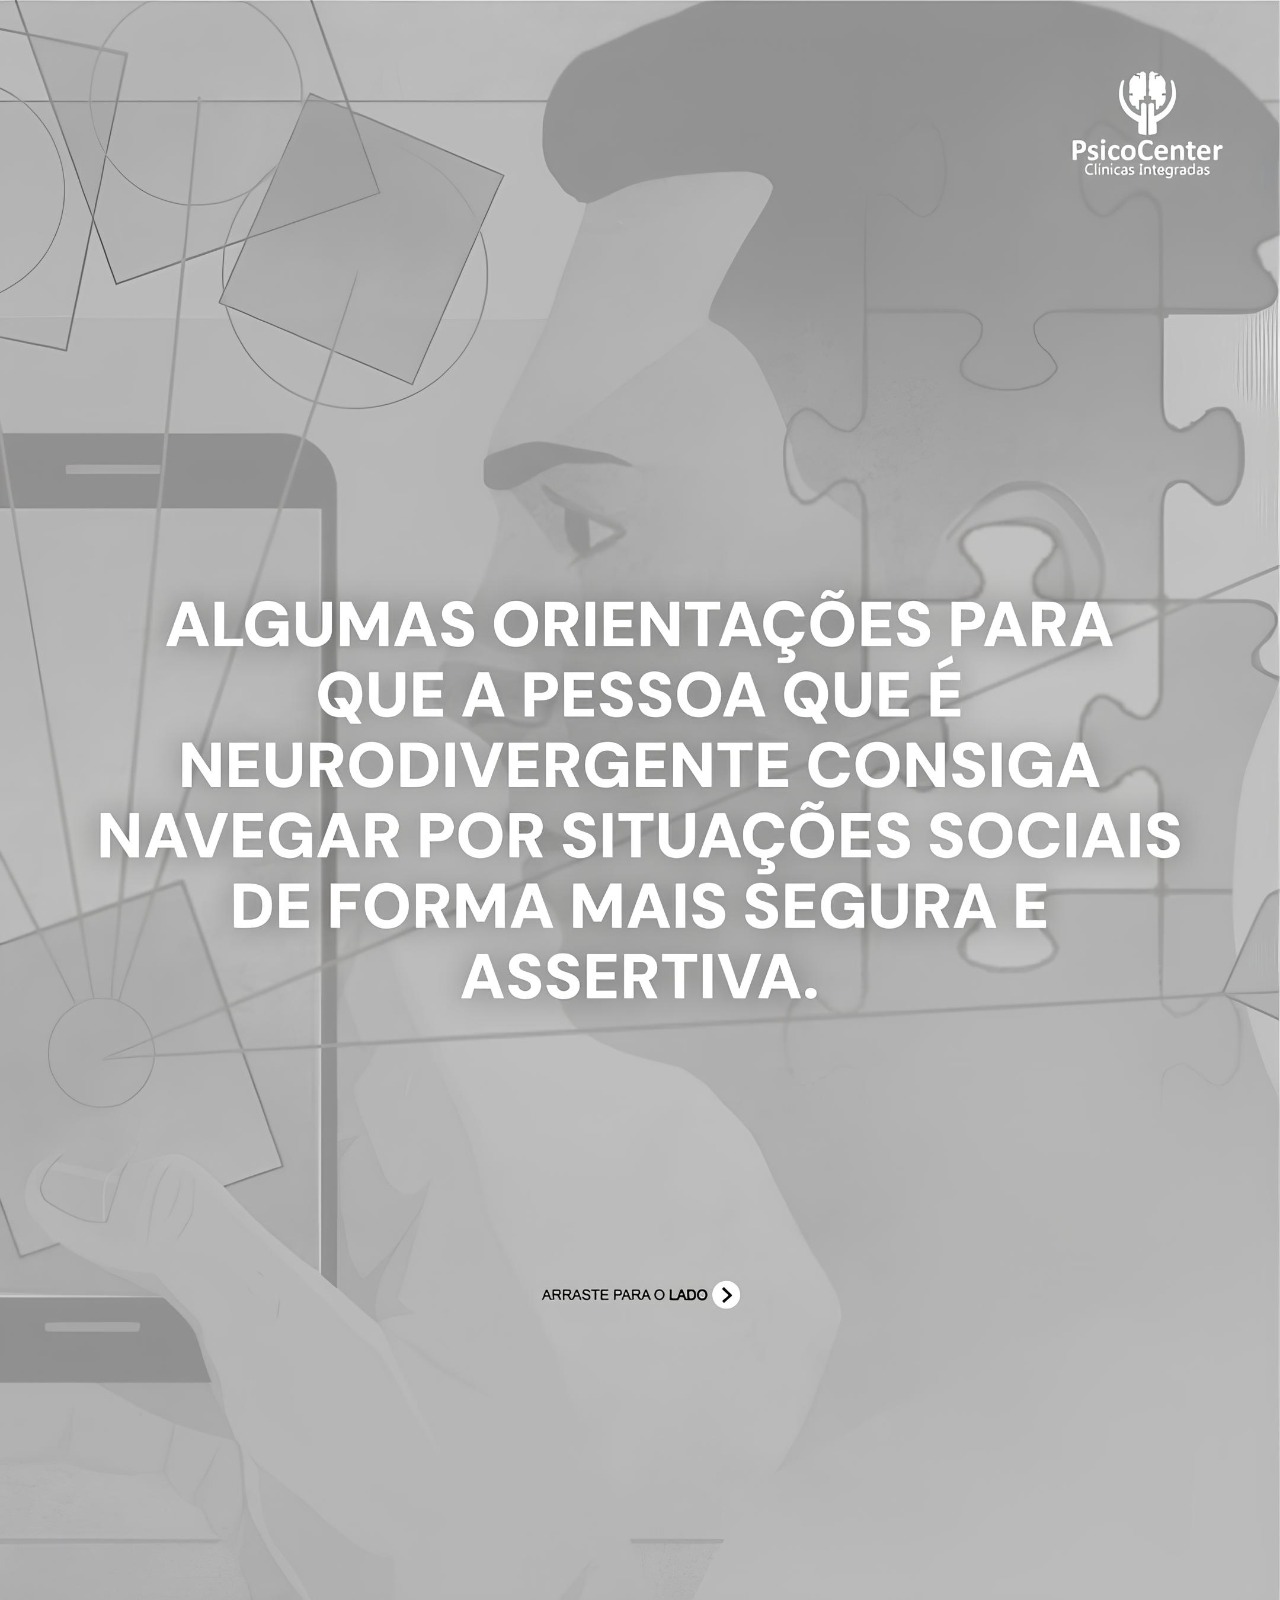 PsicoCenter
Clínicas Integradas
ALGUMAS ORIENTAÇÕES PARA
QUE A PESSOA QUE É
NEURODIVERGENTE CONSIGA
NAVEGAR POR SITUAÇÕES SOCIAIS
DE FORMA MAIS SEGURA E
ASSERTIVA.
ARRASTE PARA O LADO